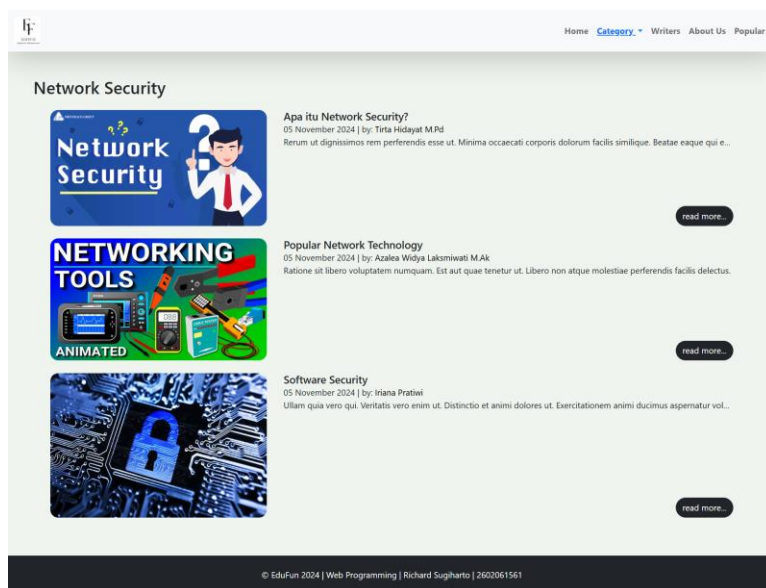 EF
Home Category Writers About Us Popular
Network Security
Network
Security
Apa itu Network Security?
05 November 2024 | by: Tirta Hidayat M.Pd
Rerum ut dignissimos rem perferendis esse ut. Minima occaecati corporis dolorum facilis similique. Beatae eaque qui e...
read more...
NETWORKING
TOOLS
ANIMATED
Popular Network Technology
05 November 2024 | by: Azalea Widya Laksmiwati M.Ak
Ratione sit libero voluptatem numquam. Est aut quae tenetur ut. Libero non atque molestiae perferendis facilis delectus.
read more...
Software Security
05 November 2024 | by: Iriana Pratiwi
Ullam quia vero qui. Veritatis vero enim ut. Distinctio et animi dolores ut. Exercitationem animi ducimus aspernatur vol...
read more...
© EduFun 2024 | Web Programming | Richard Sugiharto | 2602061561